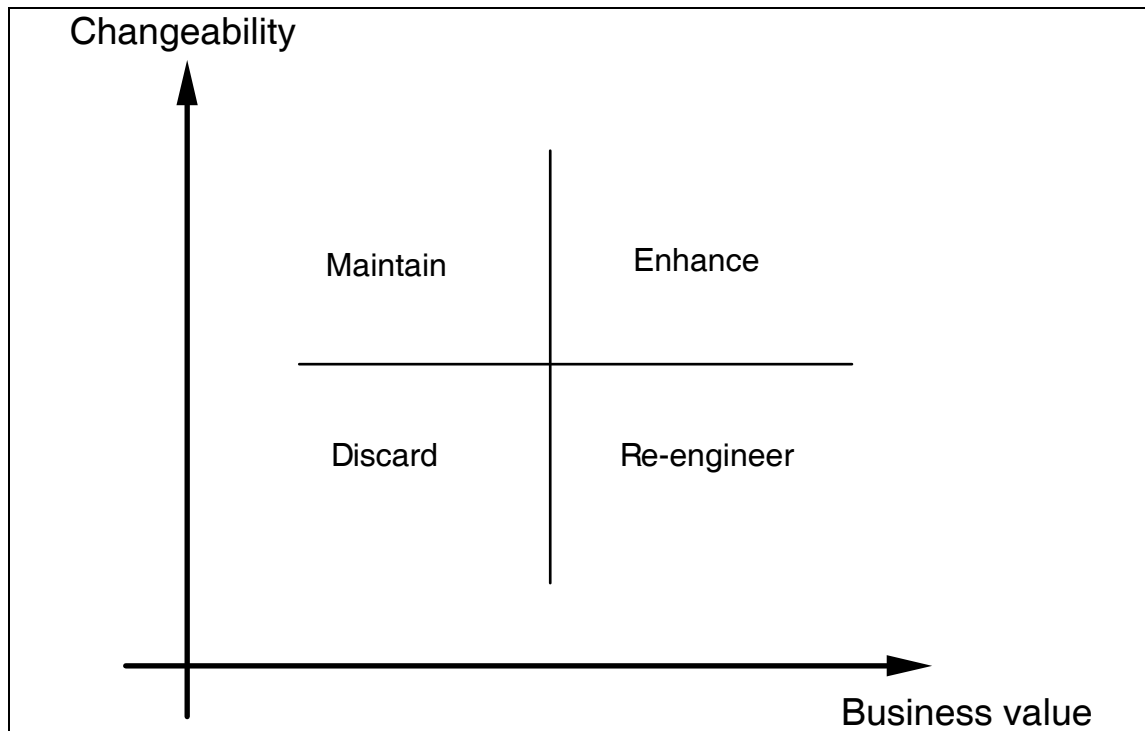 Changeability
Maintain
Enhance
Discard
Re-engineer
Business value